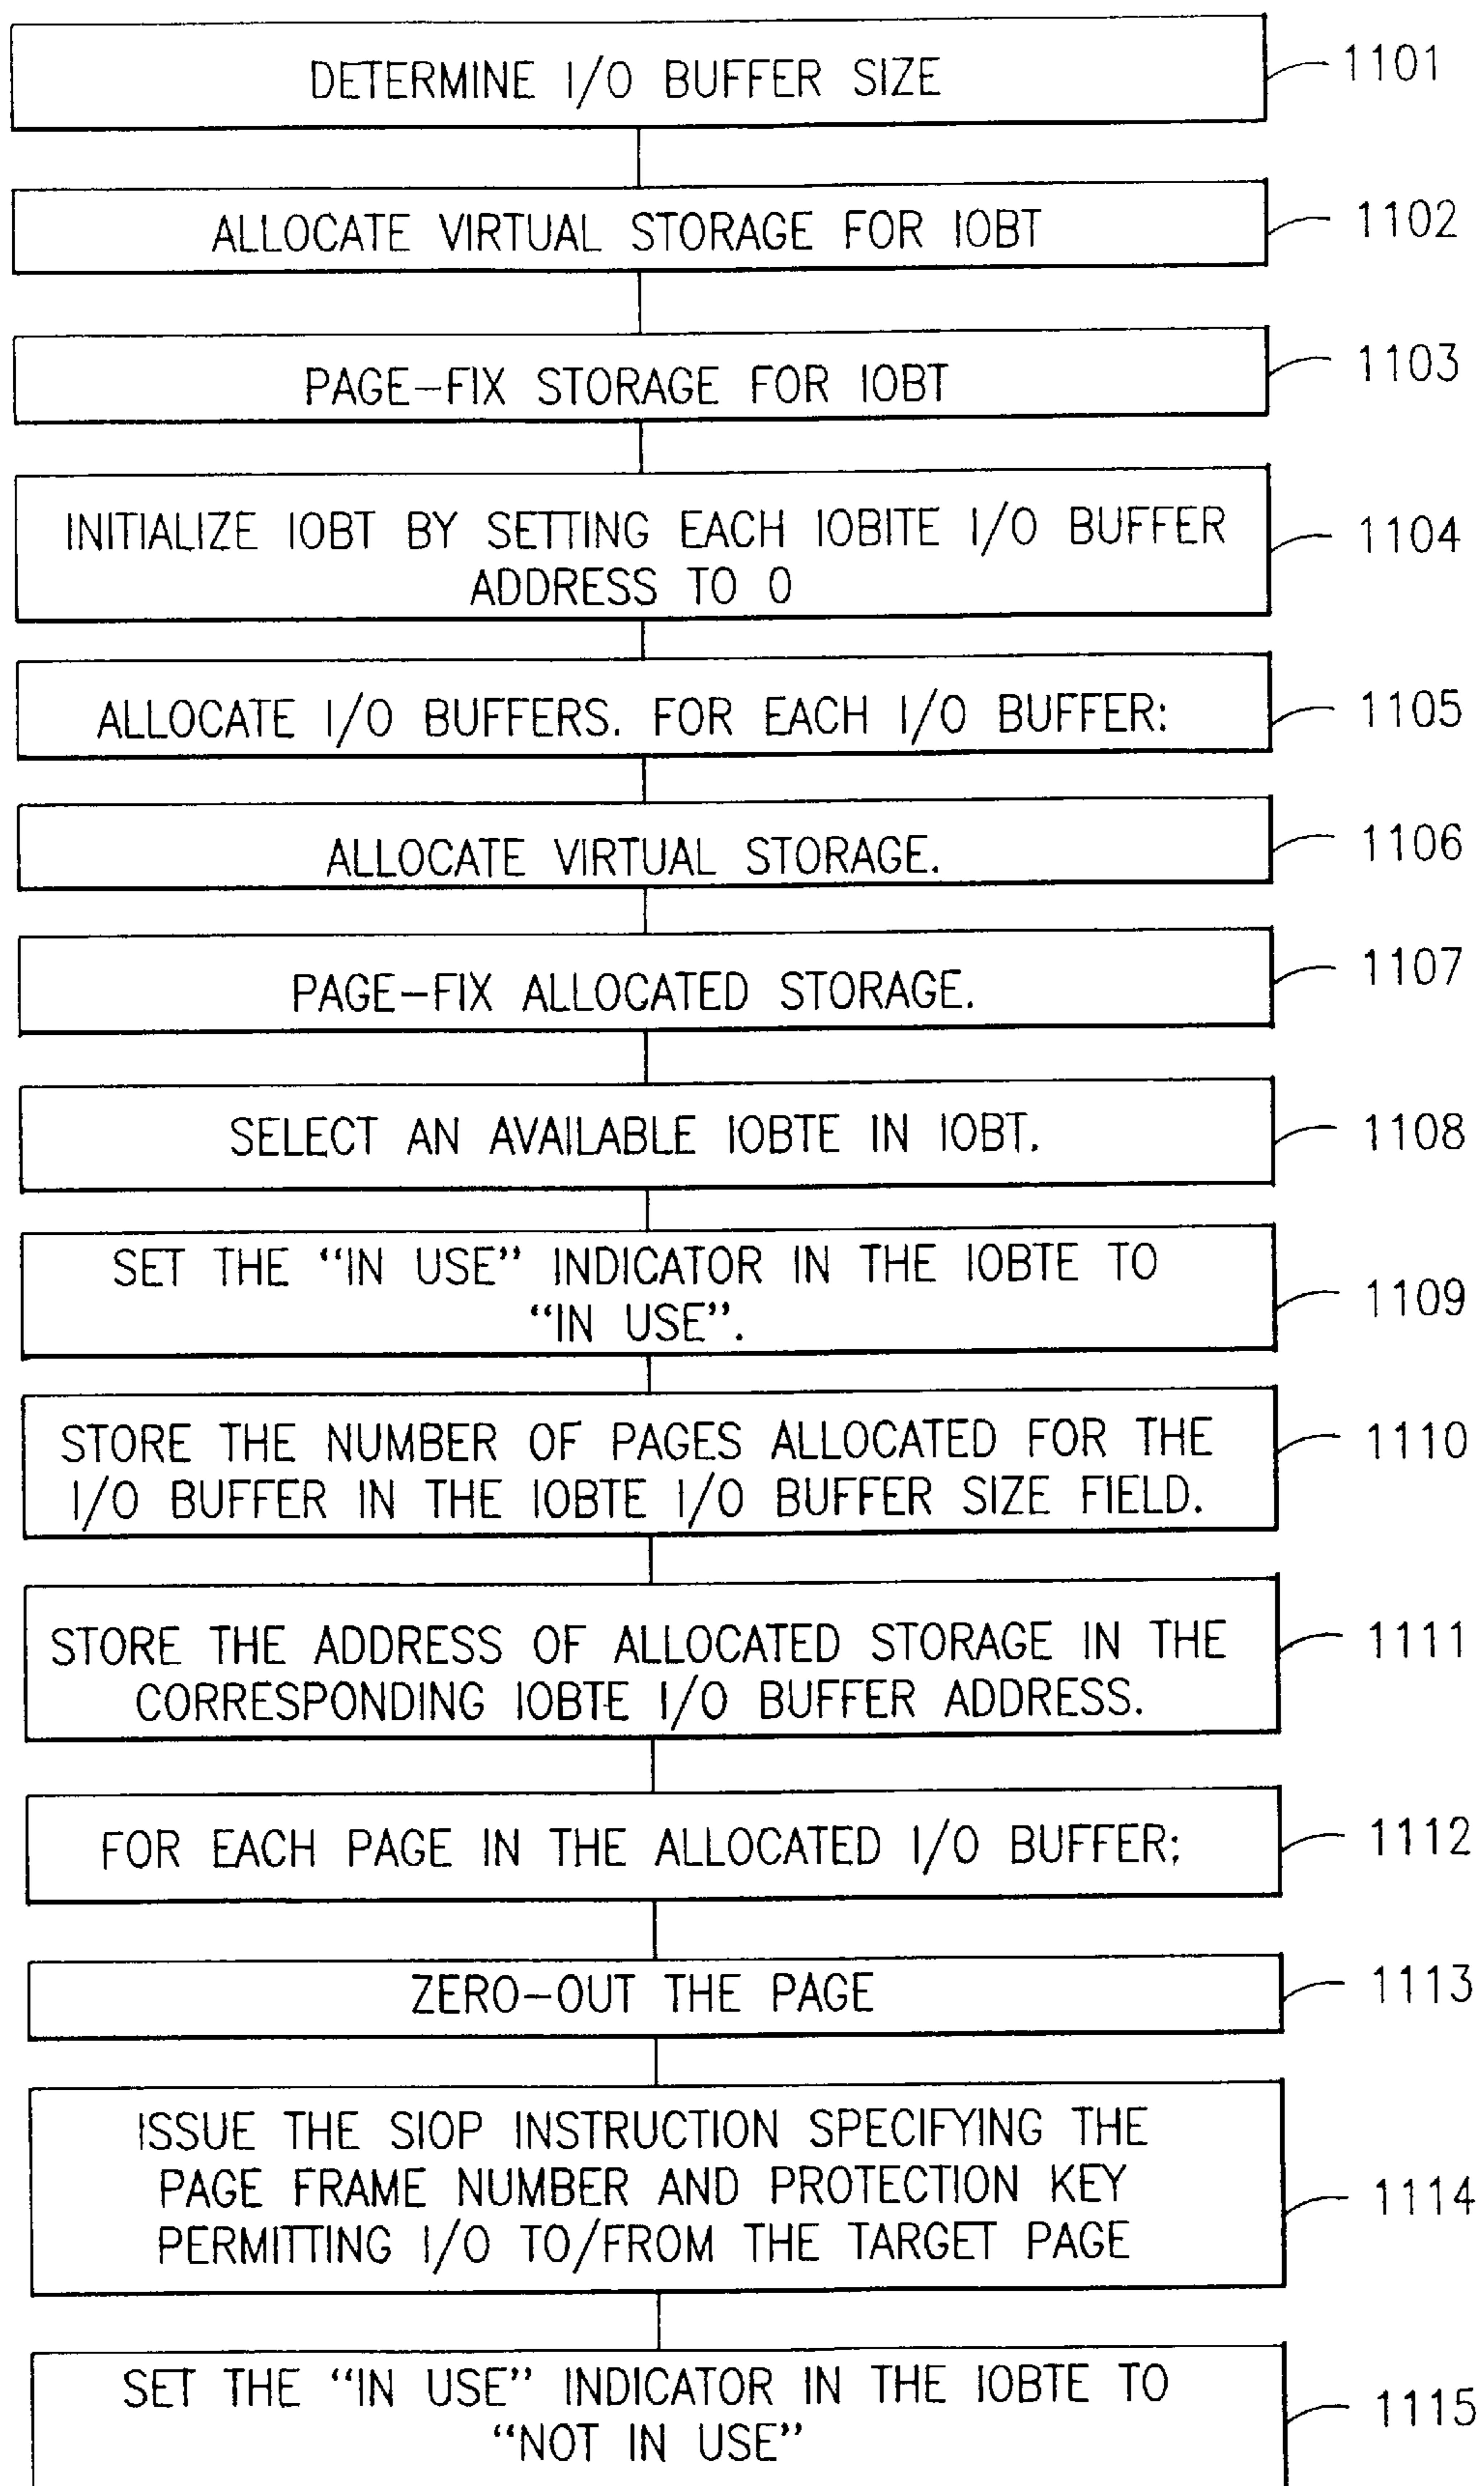 DETERMINE I/O BUFFER SIZE
1101
ALLOCATE VIRTUAL STORAGE FOR IOBT
1102
PAGE-FIX STORAGE FOR IOBT
1103
INITIALIZE IOBT BY SETTING EACH IOBITE I/O BUFFER
ADDRESS TO 0
1104
ALLOCATE I/O BUFFERS. FOR EACH I/O BUFFER:
1105
ALLOCATE VIRTUAL STORAGE.
1106
PAGE-FIX ALLOCATED STORAGE.
1107
SELECT AN AVAILABLE IOBTE IN IOBT.
1108
SET THE “IN USE” INDICATOR IN THE IOBTE TO
“IN USE”.
1109
STORE THE NUMBER OF PAGES ALLOCATED FOR THE
I/O BUFFER IN THE IOBTE I/O BUFFER SIZE FIELD.
1110
STORE THE ADDRESS OF ALLOCATED STORAGE IN THE
CORRESPONDING IOBTE I/O BUFFER ADDRESS.
1111
FOR EACH PAGE IN THE ALLOCATED I/O BUFFER;
1112
ZERO-OUT THE PAGE
1113
ISSUE THE SIOP INSTRUCTION SPECIFYING THE
PAGE FRAME NUMBER AND PROTECTION KEY
PERMITTING I/O TO/FROM THE TARGET PAGE
1114
SET THE “IN USE” INDICATOR IN THE IOBTE TO
“NOT IN USE”
1115